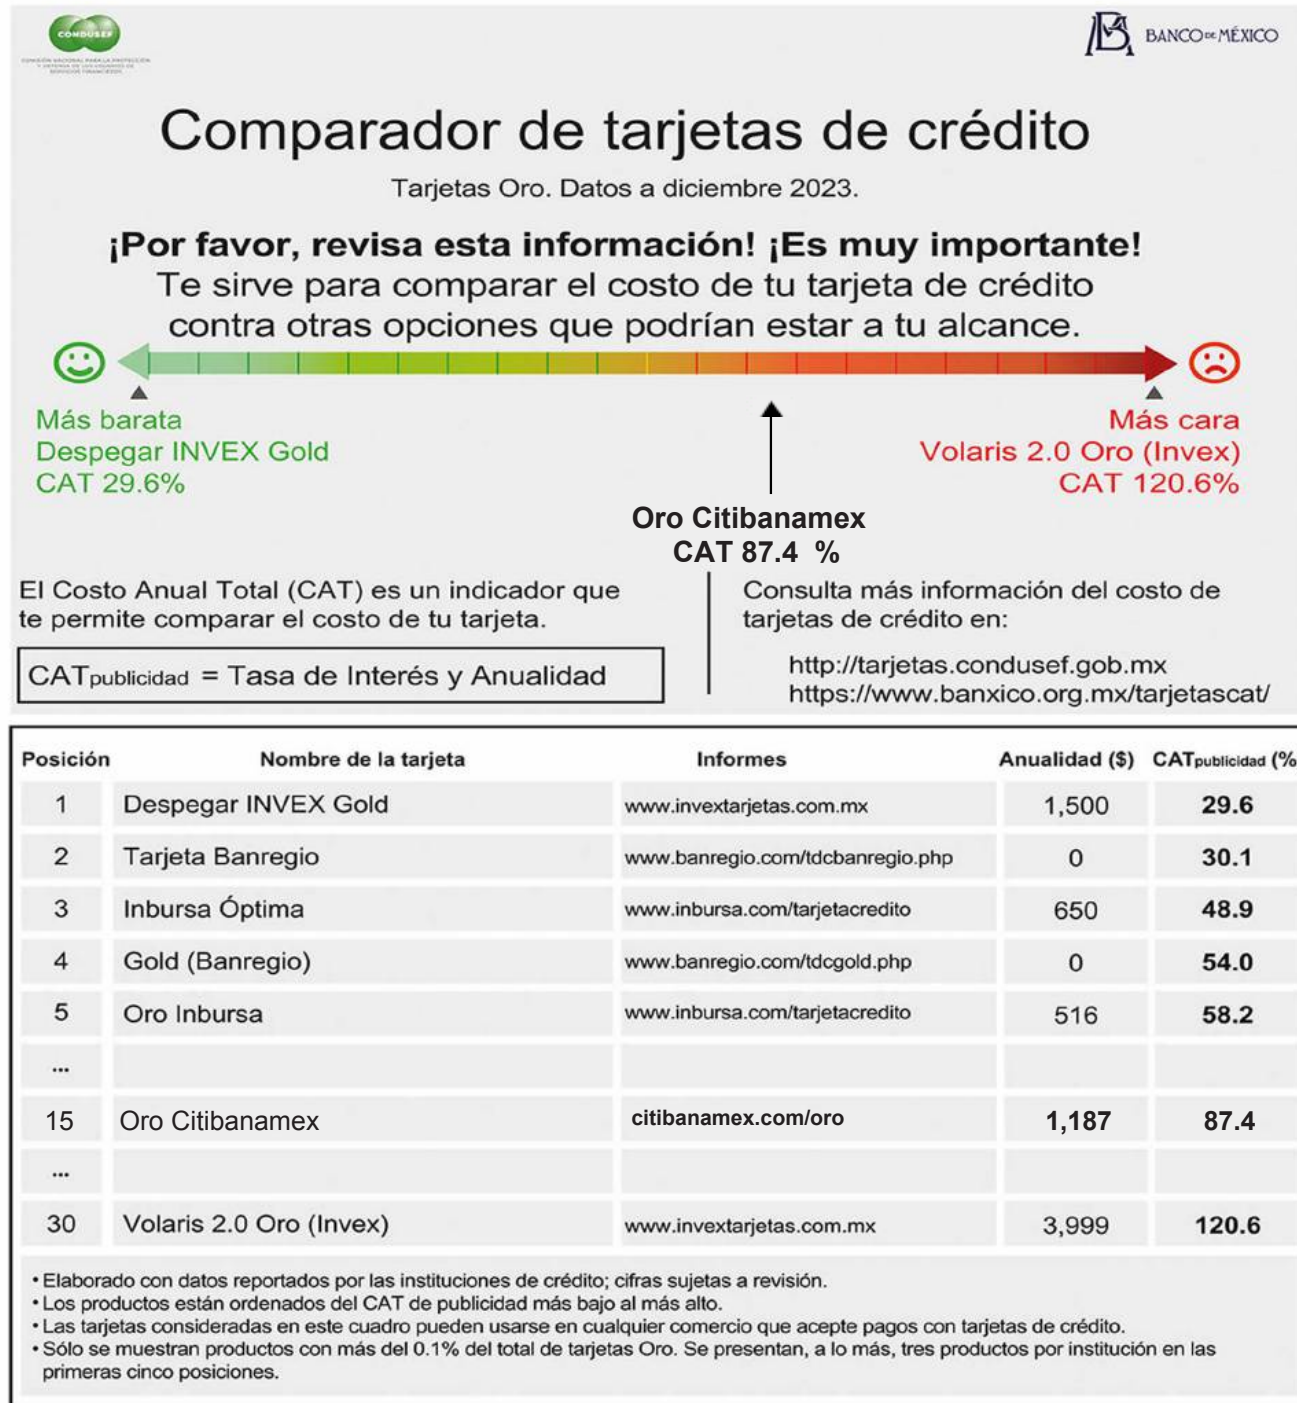 CONDUSEF
COMISIÓN NACIONAL PARA LA PROTECCIÓN
Y DEFENSA DE LOS USUARIOS DE
SERVICIOS FINANCIEROS
BANCO DE MÉXICO
Comparador de tarjetas de crédito
Tarjetas Oro. Datos a diciembre 2023.
¡Por favor, revisa esta información! ¡Es muy importante!
Te sirve para comparar el costo de tu tarjeta de crédito
contra otras opciones que podrían estar a tu alcance.
Más barata
Despegar INVEX Gold
CAT 29.6%
Más cara
Volaris 2.0 Oro (Invex)
CAT 120.6%
Oro Citibanamex
CAT 87.4 %
El Costo Anual Total (CAT) es un indicador que
te permite comparar el costo de tu tarjeta.
CATpublicidad = Tasa de Interés y Anualidad
Consulta más información del costo de
tarjetas de crédito en:
http://tarjetas.condusef.gob.mx
https://www.banxico.org.mx/tarjetascat/
Posición Nombre de la tarjeta Informes Anualidad ($) CATpublicidad (%
1 Despegar INVEX Gold www.invextarjetas.com.mx 1,500 29.6
2 Tarjeta Banregio www.banregio.com/tdcbanregio.php 0 30.1
3 Inbursa Óptima www.inbursa.com/tarjetacredito 650 48.9
4 Gold (Banregio) www.banregio.com/tdcgold.php 0 54.0
5 Oro Inbursa www.inbursa.com/tarjetacredito 516 58.2
...
15 Oro Citibanamex citibanamex.com/oro 1,187 87.4
...
30 Volaris 2.0 Oro (Invex) www.invextarjetas.com.mx 3,999 120.6
• Elaborado con datos reportados por las instituciones de crédito; cifras sujetas a revisión.
• Los productos están ordenados del CAT de publicidad más bajo al más alto.
• Las tarjetas consideradas en este cuadro pueden usarse en cualquier comercio que acepte pagos con tarjetas de crédito.
• Sólo se muestran productos con más del 0.1% del total de tarjetas Oro. Se presentan, a lo más, tres productos por institución en las
primeras cinco posiciones.